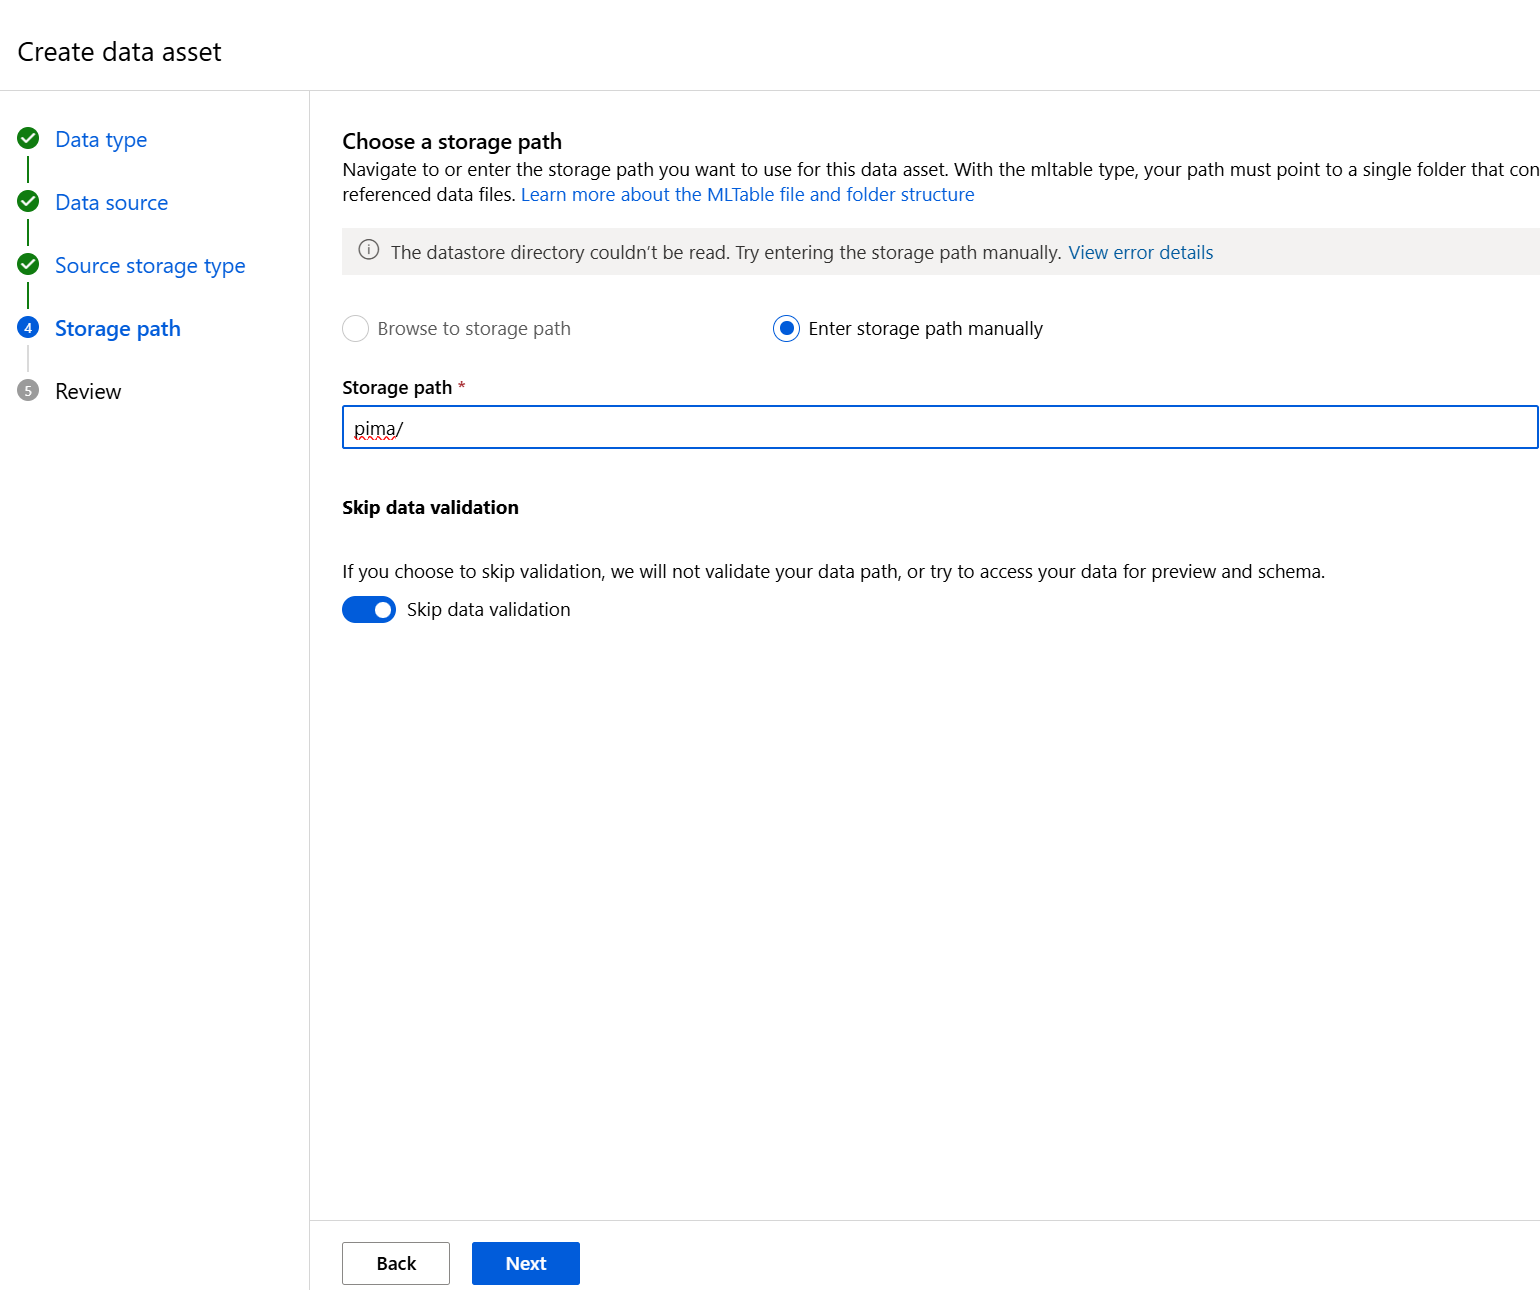 Create data asset
Data type
Data source
Source storage type
4 Storage path
5 Review
Choose a storage path
Navigate to or enter the storage path you want to use for this data asset. With the mltable type, your path must point to a single folder that con
referenced data files. Learn more about the MLTable file and folder structure
The datastore directory couldn't be read. Try entering the storage path manually. View error details
Browse to storage path
Enter storage path manually
Storage path *
pima/
Skip data validation
If you choose to skip validation, we will not validate your data path, or try to access your data for preview and schema.
Skip data validation
Back
Next